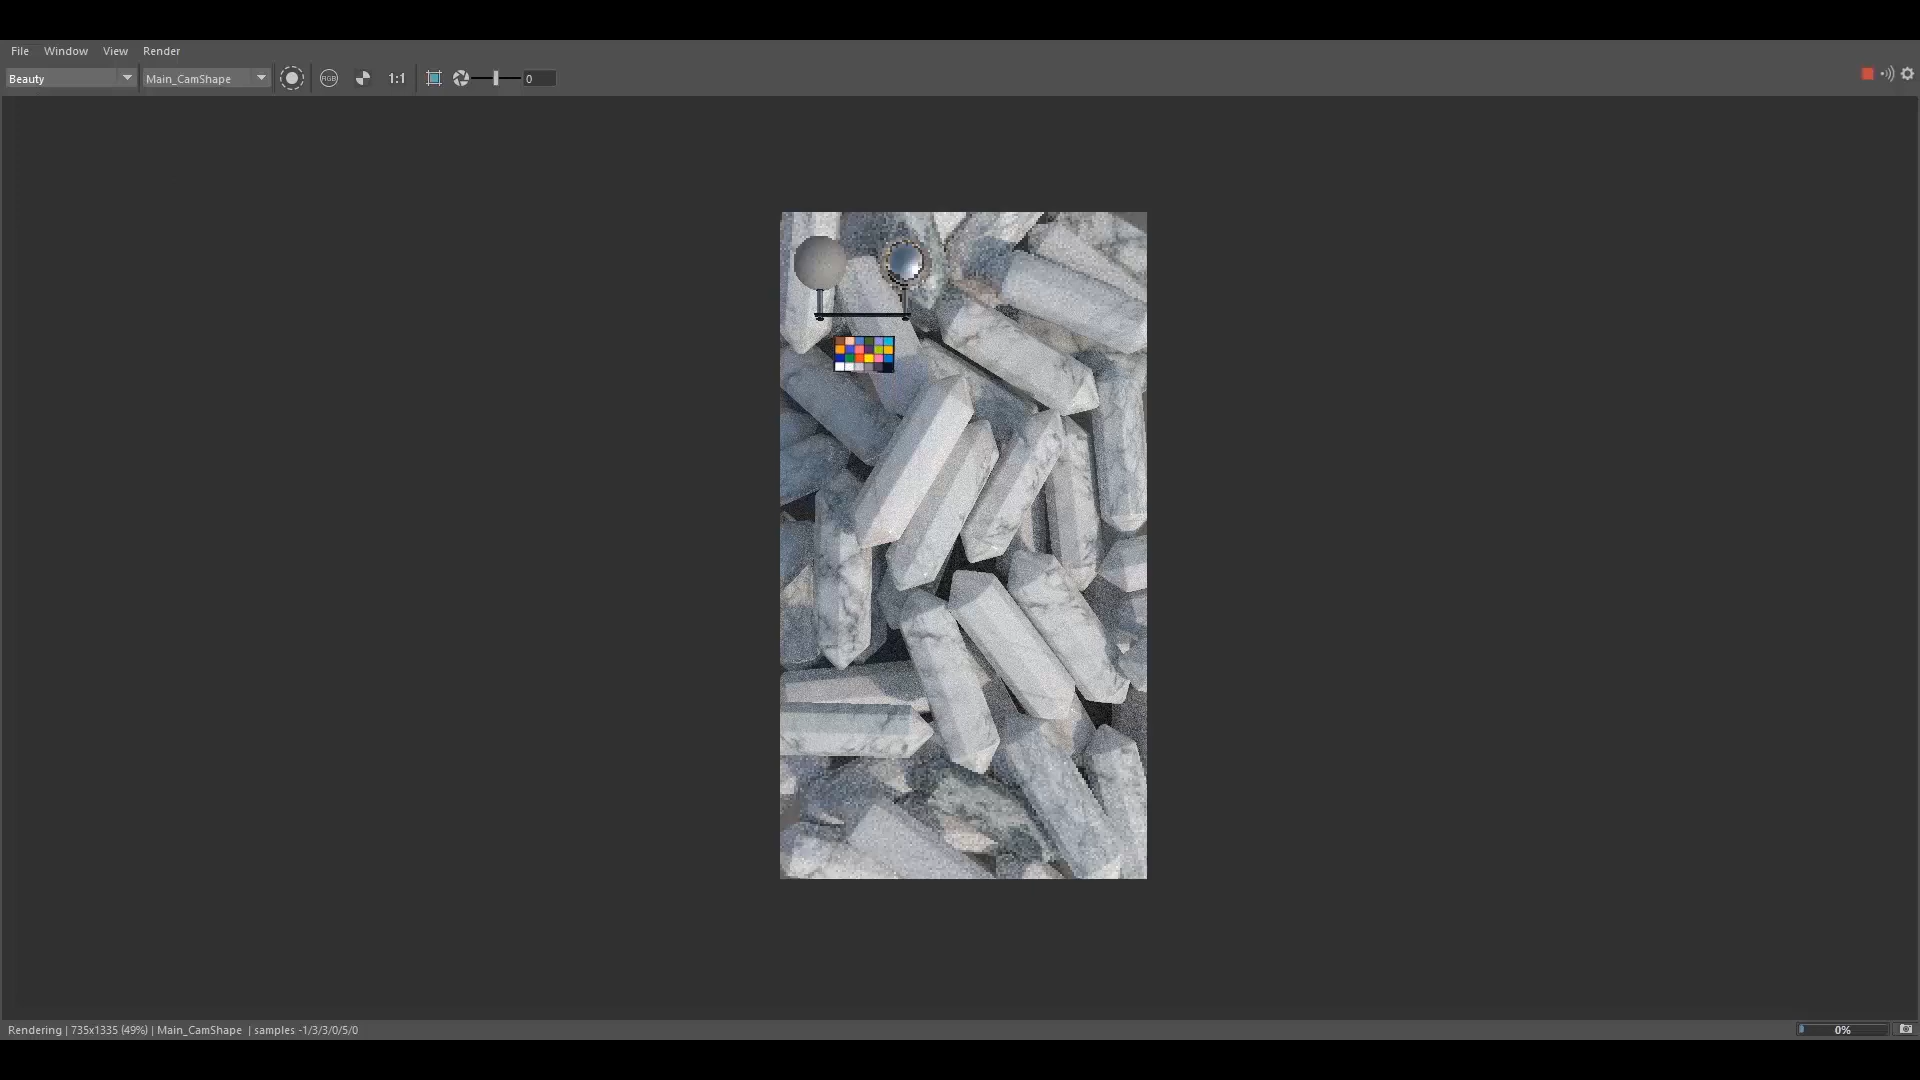 File Window View Render
Beauty Main_CamShape RGB 1:1 0
Rendering | 735x1335 (49%) | Main_CamShape | samples -1/3/3/0/5/0
0%